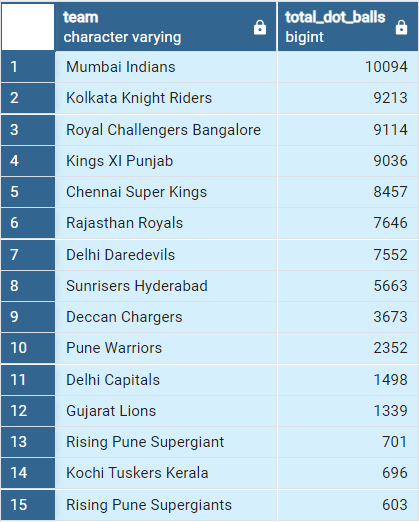 team total_dot_balls
character varying bigint
1 Mumbai Indians 10094
2 Kolkata Knight Riders 9213
3 Royal Challengers Bangalore 9114
4 Kings XI Punjab 9036
5 Chennai Super Kings 8457
6 Rajasthan Royals 7646
7 Delhi Daredevils 7552
8 Sunrisers Hyderabad 5663
9 Deccan Chargers 3673
10 Pune Warriors 2352
11 Delhi Capitals 1498
12 Gujarat Lions 1339
13 Rising Pune Supergiant 701
14 Kochi Tuskers Kerala 696
15 Rising Pune Supergiants 603